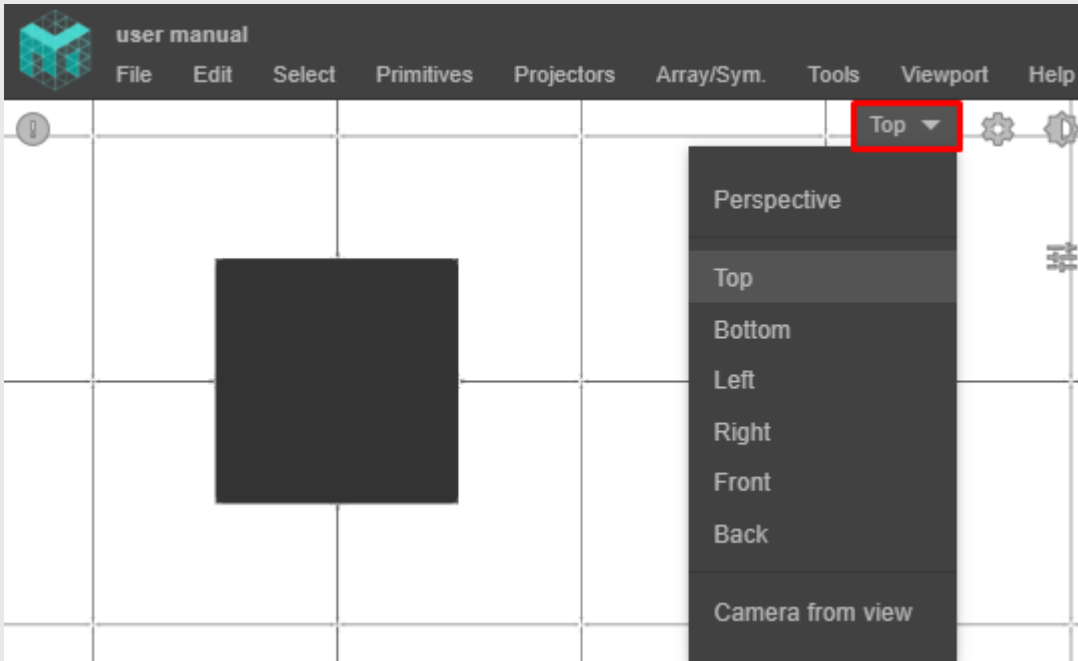 user manual
File Edit Select Primitives Projectors Array/Sym. Tools Viewport Help
Top
Perspective
Top
Bottom
Left
Right
Front
Back
Camera from view